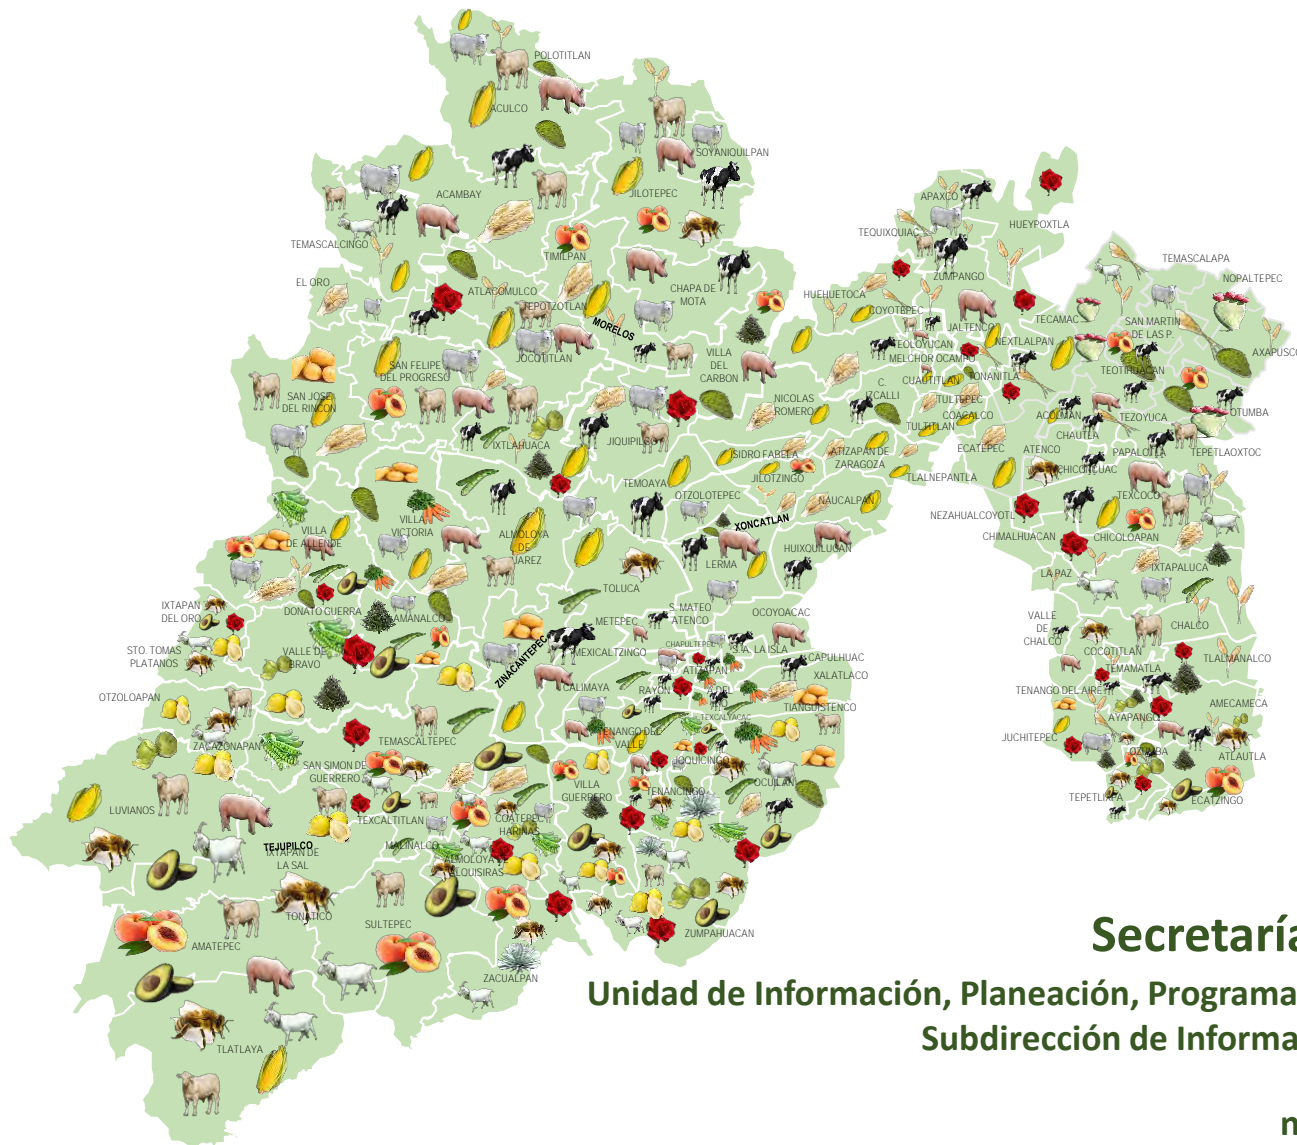 POLOTITLAN
ACULCO
SOYANIQUILPAN
ACAMBAY
JILOTEPEC
APAXCO
HUEYPOXTLA
TEQUIXQUIAC
TEMASCALCINGO
TIMILPAN
TEMASCALAPA
ZUMPANGO
NOPALTEPEC
EL ORO
ATLACOMULCO
CHAPA DE
MOTA
HUEHUETOCA
TEPOTZOTLAN
COYOTEPEC
TECAMAC
SAN MARTIN
DE LAS P.
MORELOS
JALTENCO
NEXTLALPAN
AXAPUSCO
JOCOTITLAN
VILLA
DEL
CARBON
TEOLOYUCAN
MELCHOR OCAMPO
SAN FELIPE
DEL PROGRESO
TEOTIHUACAN
CUAUTITLAN
TONANITLA
C.
IZCALLI
SAN JOSE
DEL RINCON
NICOLAS
ROMERO
TULTEPEC
COACALCO
ACOLMAN
TEZOYUCA
OTUMBA
TULTITLAN
CHAUTLA
IXTLAHUACA
JIQUIPILCO
ISIDRO FABELA
ATIZAPAN DE
ZARAGOZA
ECATEPEC
ATENCO
PAPALOTLA
TEPETLAOXTOC
CHICONCUAC
TEMOAYA
JILOTZINGO
TLALNEPANTLA
OTZOLOTEPEC
NAUCALPAN
TEXCOCO
NEZAHUALCOYOTL
VILLA
VICTORIA
XONCATLAN
VILLA
DE ALLENDE
ALMOLOYA
DE
JUAREZ
CHIMALHUACAN
CHICOLOAPAN
HUIXQUILUCAN
LERMA
IXTAPALUCA
LA PAZ
TOLUCA
IXTAPAN
DEL ORO
DONATO GUERRA
AMANALCO
S. MATEO
ATENCO
OCOYOACAC
METEPEC
VALLE
DE
CHALCO
CHALCO
STO. TOMAS
PLATANOS
VALLE DE
BRAVO
ZINACANTEPEC
MEXICALTZINGO
CHAPULTEPEC
S. A. LA ISLA
CAPULHUAC
COCOTITLAN
TLALMANALCO
TEMAMATLA
XALATLACO
CALIMAYA
RAYON
TENANGO DEL AIRE
OTZOLOAPAN
TIANGUISTENCO
AMECAMECA
TEXCALYACAC
AYAPANGO
TENANGO DEL
VALLE
JUCHITEPEC
ZACAZONAPAN
TEMASCALTEPEC
OZUMBA
ATLAUTLA
JOQUICINGO
SAN SIMON DE
GUERRERO
VILLA
GUERRERO
OCUILAN
TENANCINGO
TEPETLIXPA
ECATZINGO
LUVIANOS
TEXCALTITLAN
COATEPEC
HARINAS
TEJUPILCO
MALINALCO
IXTAPAN DE
LA SAL
ALMOLOYA DE
ALQUISIRAS
TONATICO
SULTEPEC
ZUMPAHUACAN
AMATEPEC
ZACUALPAN
TLATLAYA
Secretaría
Unidad de Información, Planeación, Programa
Subdirección de Informa